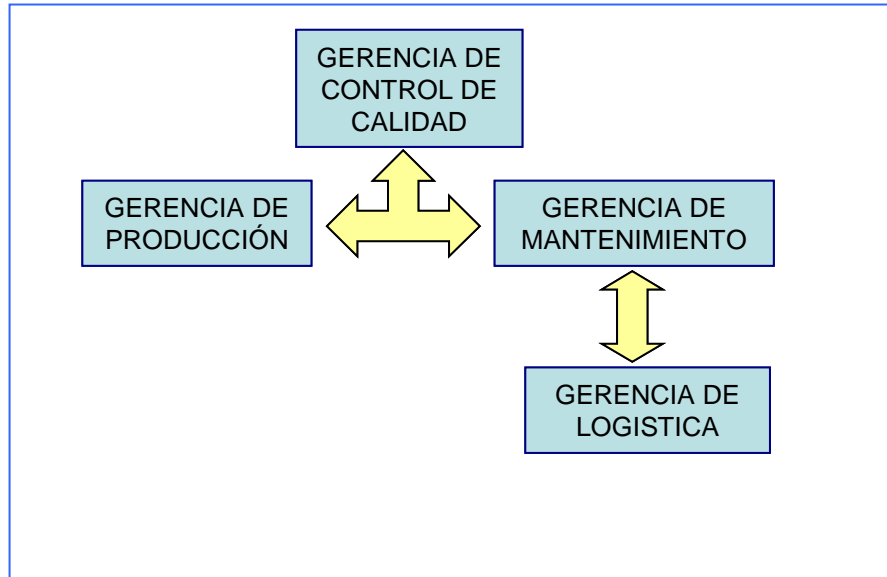 GERENCIA DE
CONTROL DE
CALIDAD
GERENCIA DE
PRODUCCIÓN
GERENCIA DE
MANTENIMIENTO
GERENCIA DE
LOGISTICA